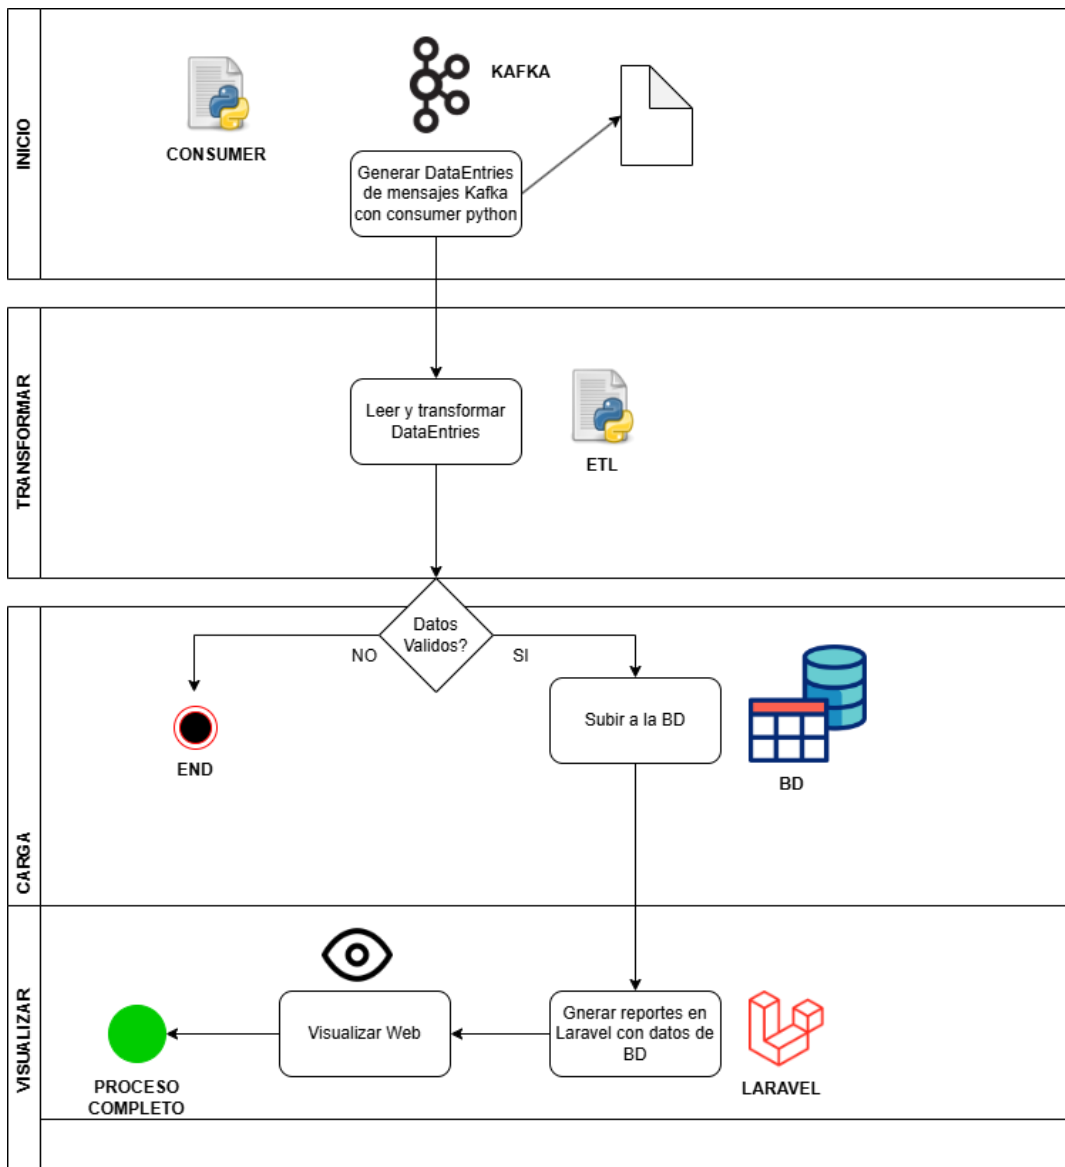 INICIO
KAFKA
CONSUMER
Generar DataEntries
de mensajes Kafka
con consumer python
TRANSFORMAR
Leer y transformar
DataEntries
ETL
CARGA
Datos
Validos?
NO
SI
END
Subir a la BD
BD
VISUALIZAR
Visualizar Web
Gnerar reportes en
Laravel con datos de
BD
PROCESO
COMPLETO
LARAVEL